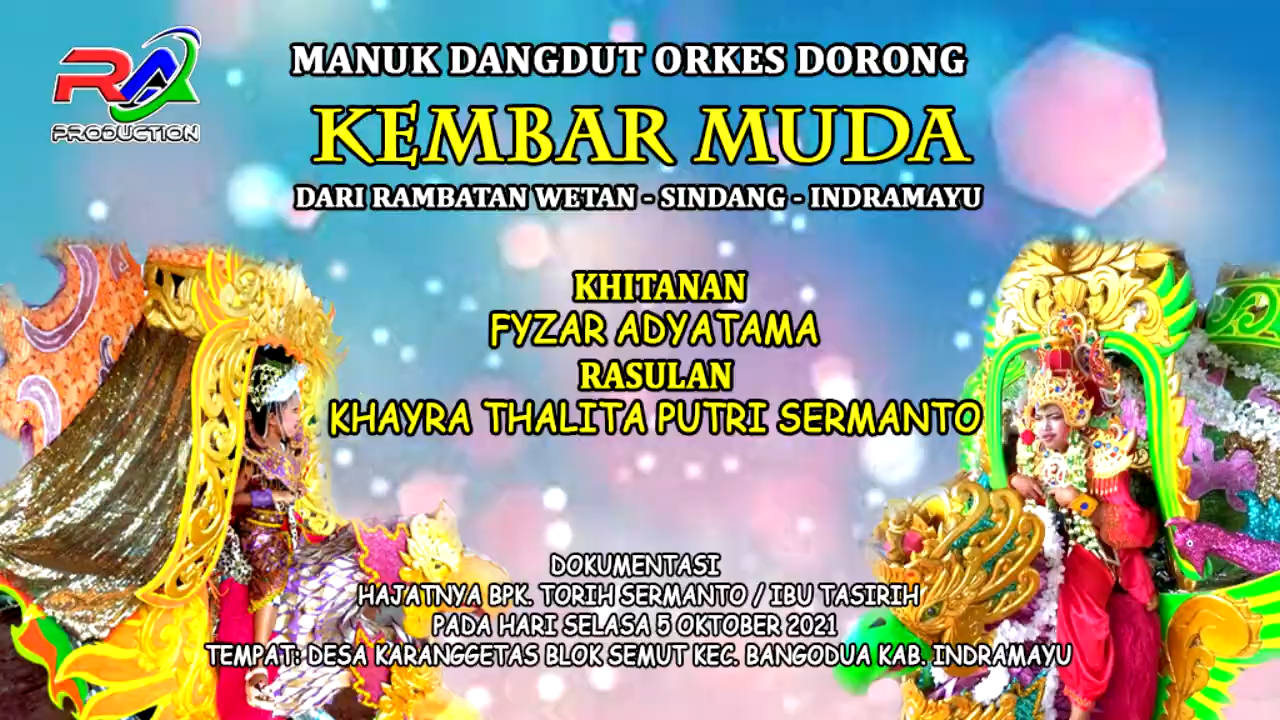 RA
PRODUCTION
MANUK DANGDUT ORKES DORONG
KEMBAR MUDA
DARI RAMBATAN WETAN - SINDANG - INDRAMAYU
KHITANAN
FYZAR ADYATAMA
RASULAN
KHAYRA THALITA PUTRI SERMANTO
DOKUMENTASI
HAJATNYA BPK. TORIH SERMANTO / IBU TASIRIH
PADA HARI SELASA 5 OKTOBER 2021
TEMPAT: DESA KARANGGETAS BLOK SEMUT KEC. BANGODUA KAB. INDRAMAYU